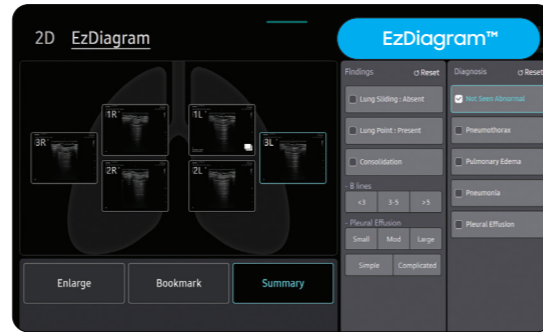 2D EzDiagram
EzDiagram™
Findings
Reset
Diagnosis
Reset
1R
1L
3R
3L
2R
2L
Lung Sliding : Absent
Lung Point : Present
Consolidation
- B lines
<3 3-5 >5
- Pleural Effusion
Small Mod Large
Simple Complicated
Not Seen Abnormal
Pneumothorax
Pulmonary Edema
Pneumonia
Pleural Effusion
Enlarge
Bookmark
Summary